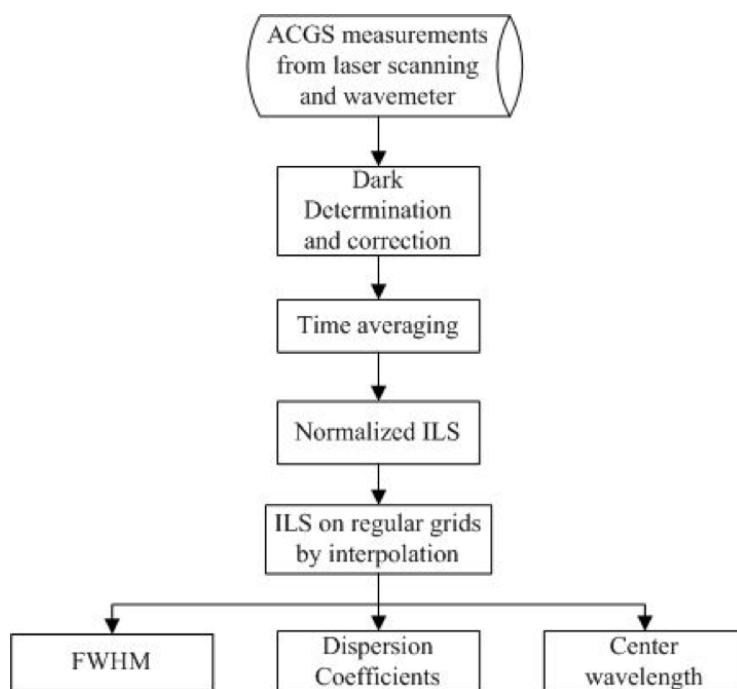 ACGS measurements
from laser scanning
and wavemeter
Dark
Determination
and correction
Time averaging
Normalized ILS
ILS on regular grids
by interpolation
FWHM
Dispersion
Coefficients
Center
wavelength